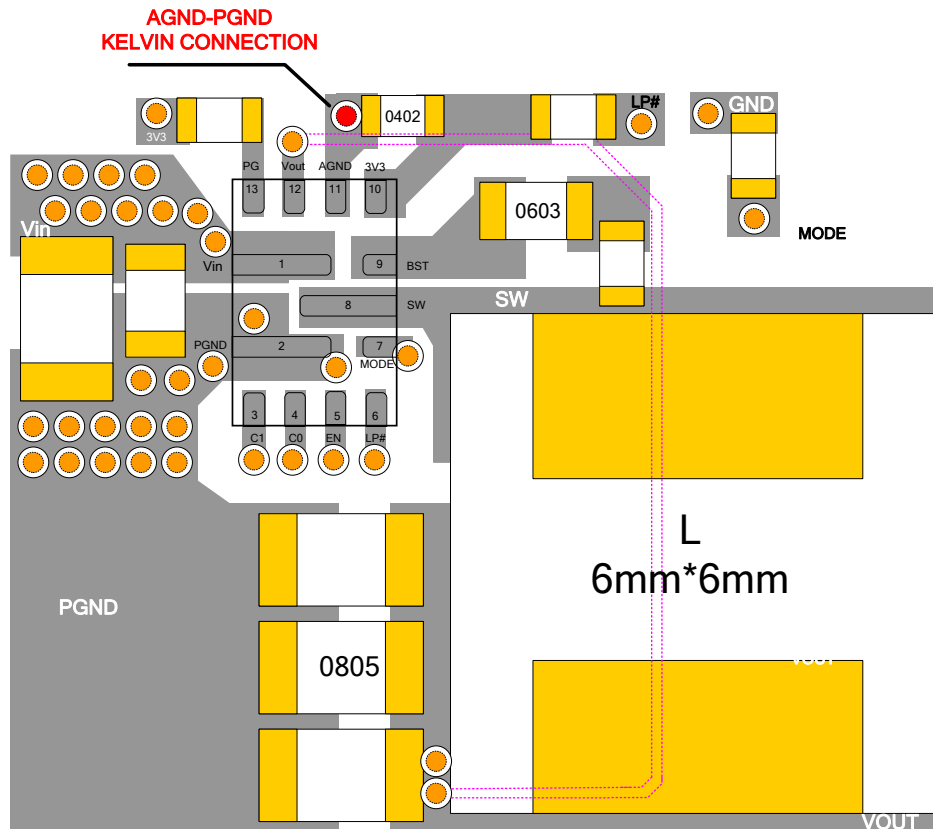 AGND-PGND
KELVIN CONNECTION
3V3
0402
LP#
GND
PG
Vout
AGND
3V3
13
12
11
10
0603
MODE
Vin
Vin
1
9
BST
SW
8
SW
PGND
2
7
MODE
3
4
5
6
C1
C0
EN
LP#
L
6mm*6mm
PGND
0805
VOUT
VOUT